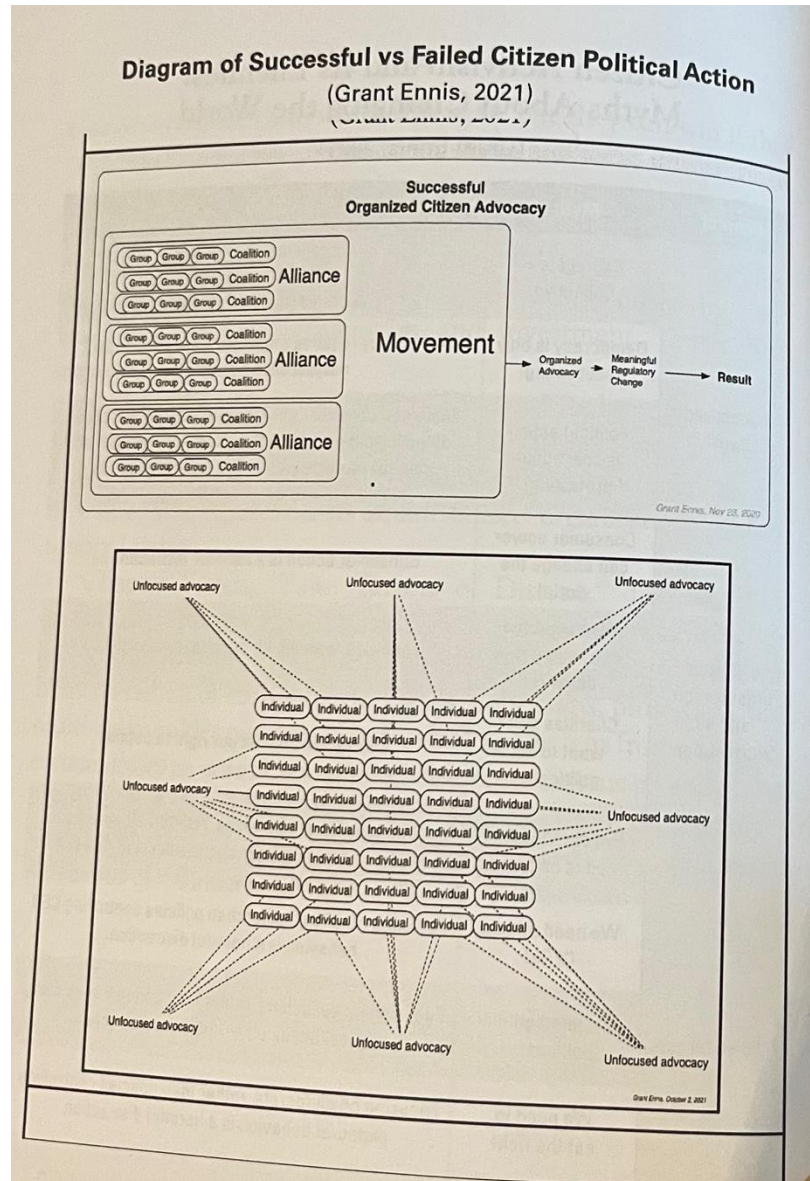 Diagram of Successful vs Failed Citizen Political Action
(Grant Ennis, 2021)
Successful
Organized Citizen Advocacy
Group Group Group Coalition
Group Group Group Coalition Alliance
Group Group Group Coalition
Group Group Group Coalition
Group Group Group Coalition Alliance
Group Group Group Coalition
Group Group Group Coalition
Group Group Group Coalition Alliance
Group Group Group Coalition
Movement
Organized
Advocacy
Meaningful
Regulatory
Change
Result
Grant Ennis, Nov 23, 2020
Unfocused advocacy Unfocused advocacy Unfocused advocacy
Individual Individual Individual Individual Individual
Individual Individual Individual Individual Individual
Individual Individual Individual Individual Individual
Unfocused advocacy Individual Individual Individual Individual Individual Unfocused advocacy
Individual Individual Individual Individual Individual
Individual Individual Individual Individual Individual
Individual Individual Individual Individual Individual
Individual Individual Individual Individual Individual
Unfocused advocacy Unfocused advocacy Unfocused advocacy
Grant Ennis, October 2, 2021